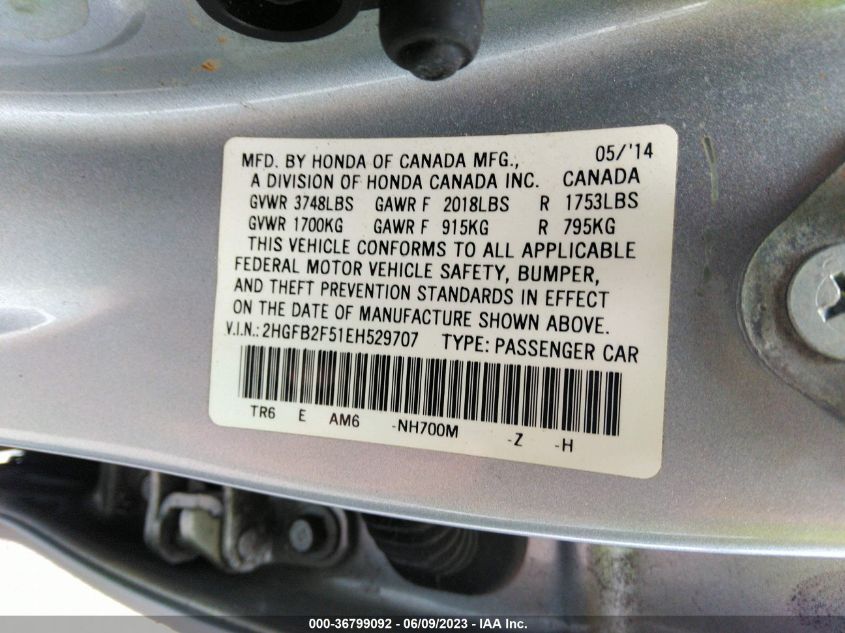 MFD. BY HONDA OF CANADA MFG., 05/'14
A DIVISION OF HONDA CANADA INC. CANADA
GVWR 3748LBS GAWR F 2018LBS R 1753LBS
GVWR 1700KG GAWR F 915KG R 795KG
THIS VEHICLE CONFORMS TO ALL APPLICABLE
FEDERAL MOTOR VEHICLE SAFETY, BUMPER,
AND THEFT PREVENTION STANDARDS IN EFFECT
ON THE DATE OF MANUFACTURE SHOWN ABOVE.
V.I.N.: 2HGFB2F51EH529707 TYPE: PASSENGER CAR
TR6 E AM6 -NH700M -Z -H
000-36799092 - 06/09/2023 - IAA Inc.